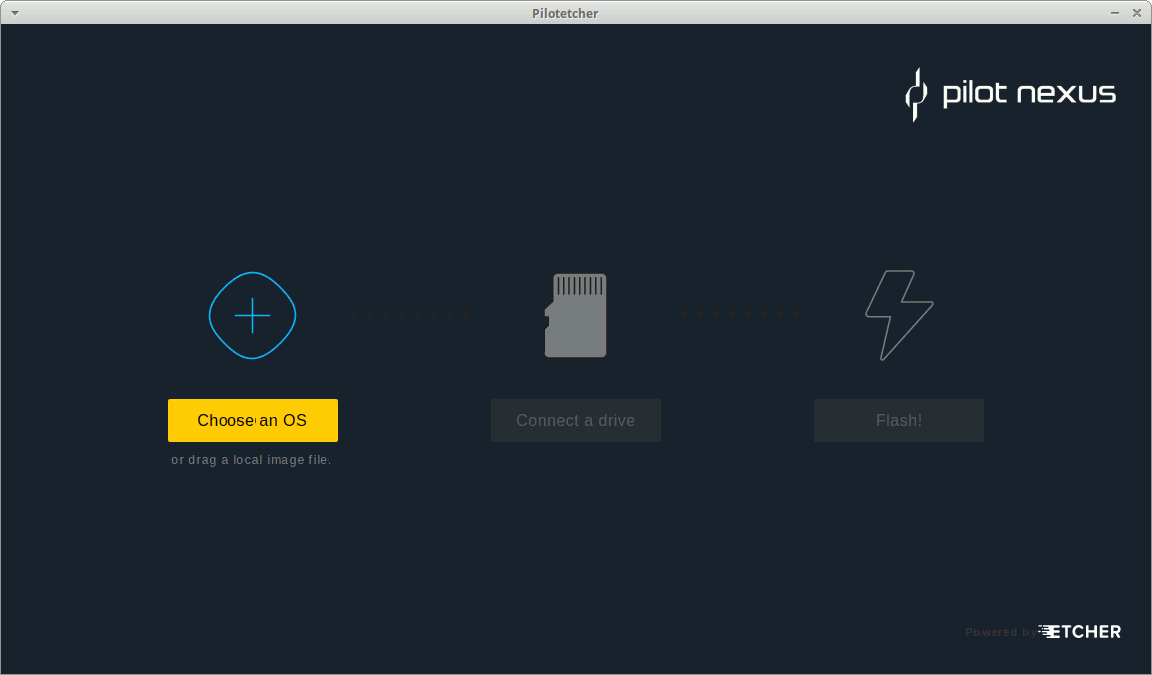 Pilotetcher
pilot nexus
Choose an OS
Connect a drive
Flash!
or drag a local image file.
Powered by ETCHER